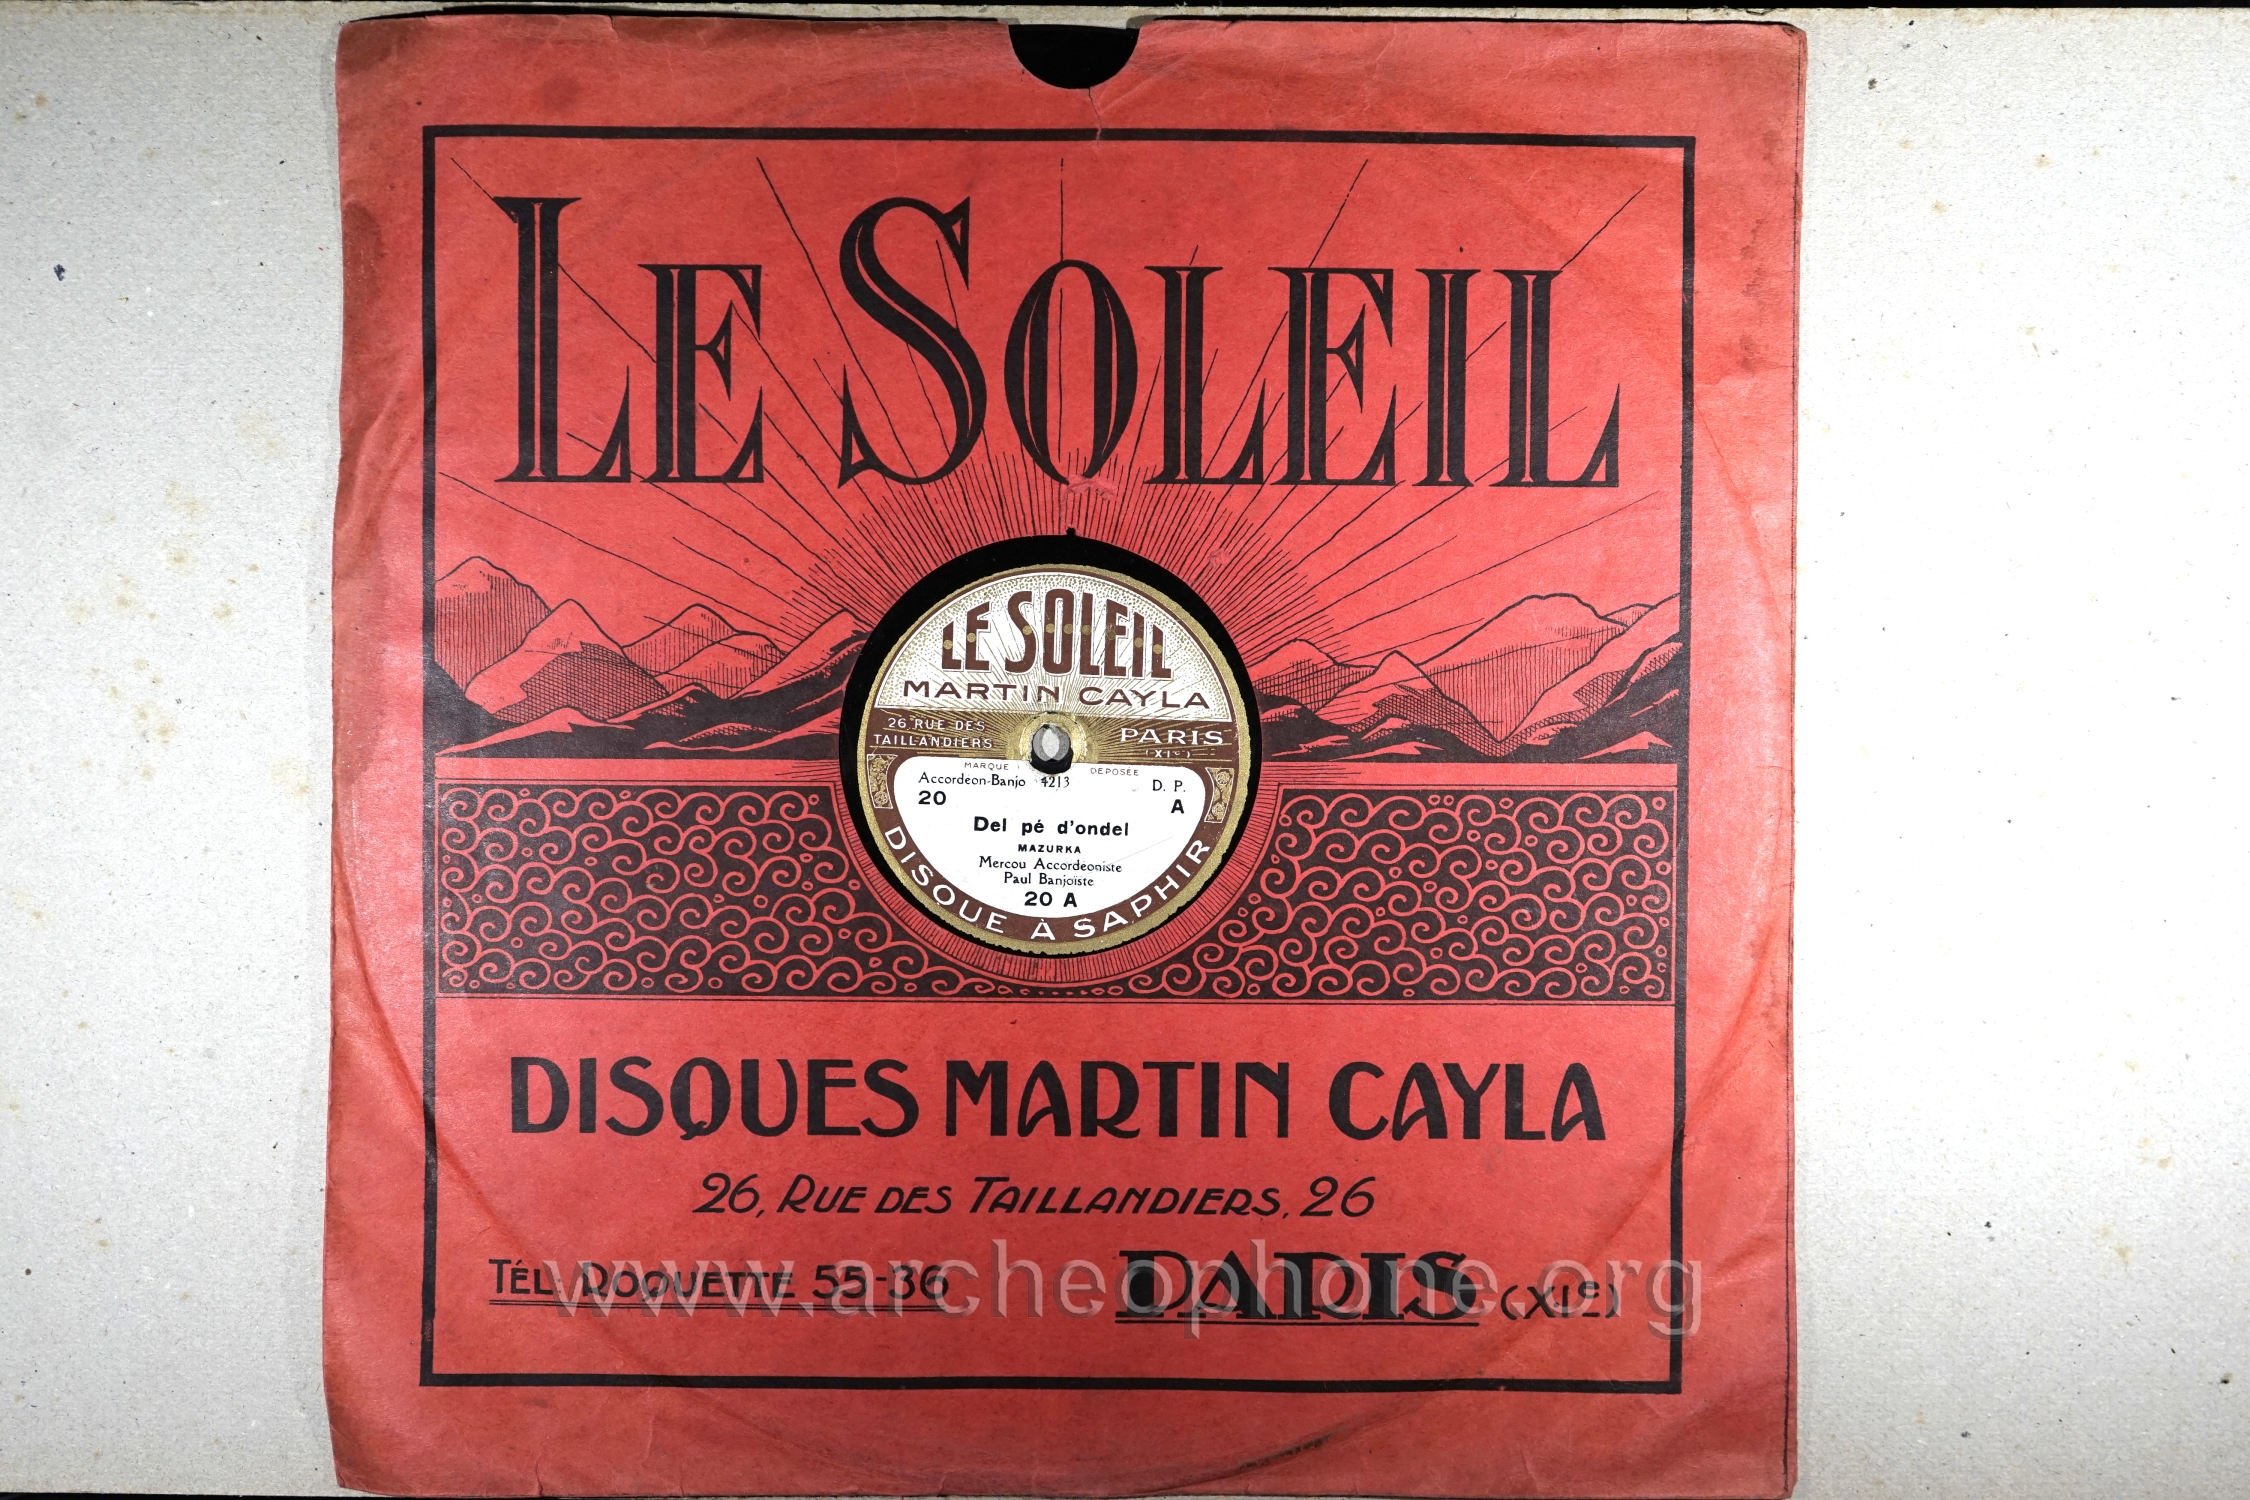 LE SOLEIL
LE SOLEIL
MARTIN CAYLA
26 RUE DES
TAILLANDIERS
PARIS
(XIe)
MARQUE DEPOSÉE
Accordeon-Banjo 4213 D. P.
20 A
Del pé d'ondel
MAZURKA
Mercou Accordéoniste
Paul Banjoïste
20 A
DISQUE À SAPHIR
DISQUES MARTIN CAYLA
26, RUE DES TAILLANDIERS, 26
TÉL. ROQUETTE 55-36 PARIS (XIe)
www.archeophone.org